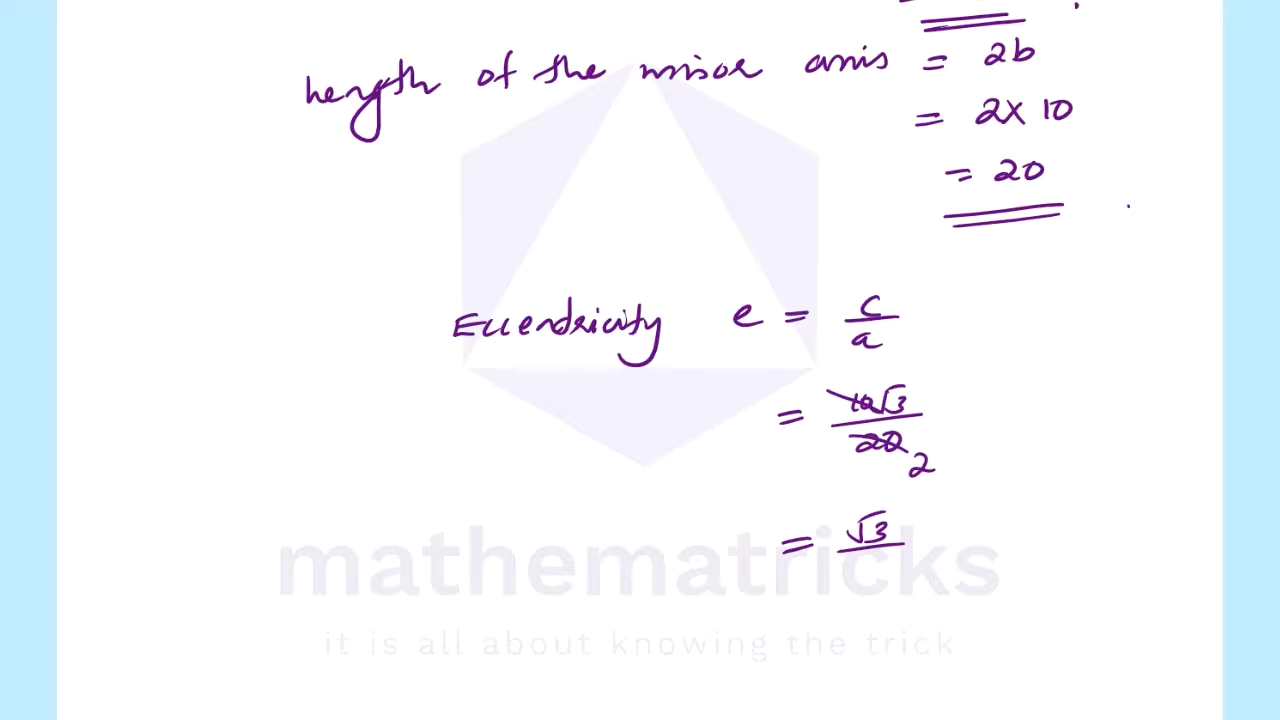 Length of the minor axis = 2b
= 2 × 10
= 20
Eccentricity e = c/a
= 10√3/20 2
= √3/
mathematricks
it is all about knowing the trick